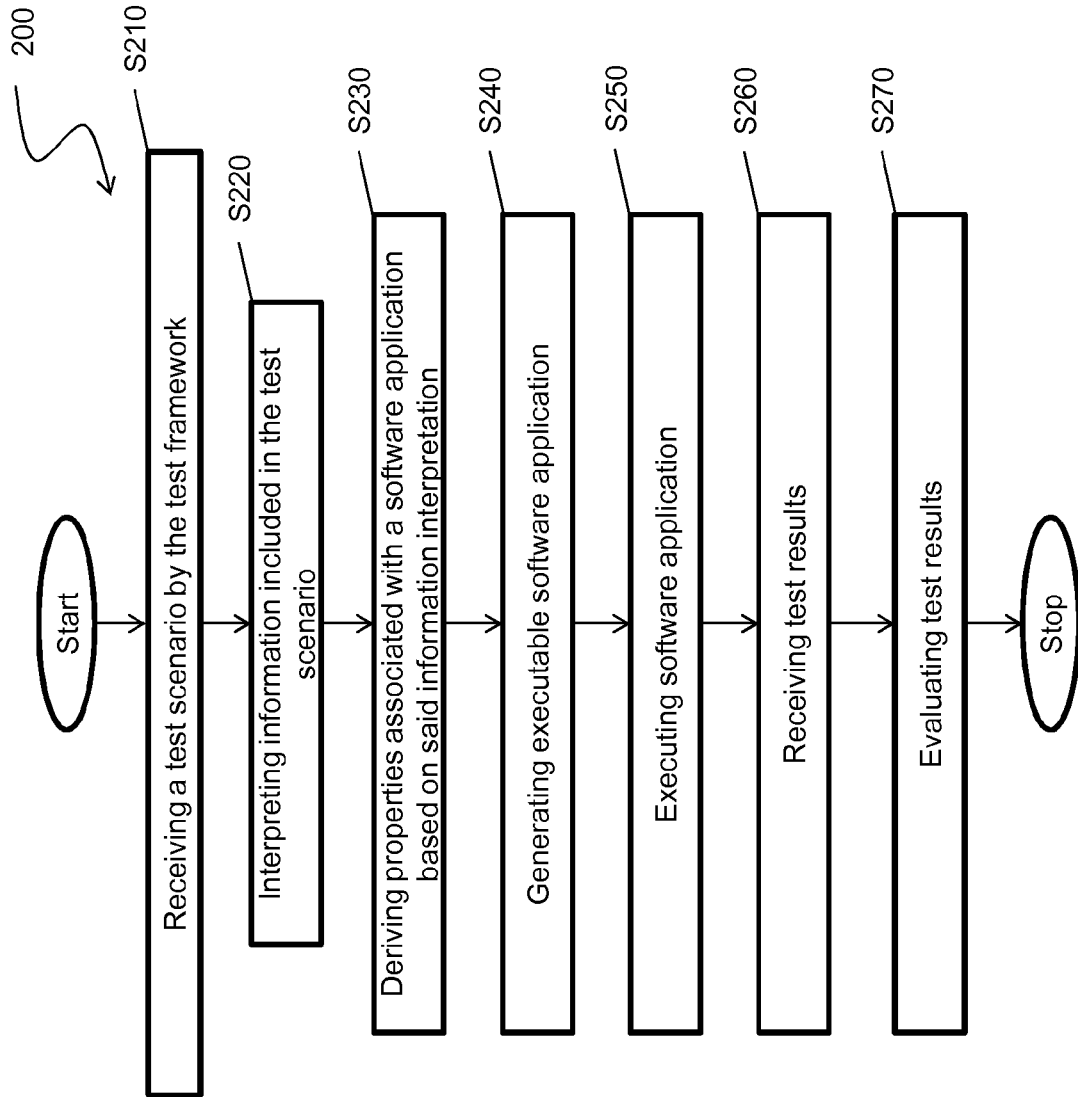 200
Start
Receiving a test scenario by the test framework
S210
Interpreting information included in the test
scenario
S220
Deriving properties associated with a software application
based on said information interpretation
S230
Generating executable software application
S240
Executing software application
S250
Receiving test results
S260
Evaluating test results
S270
Stop